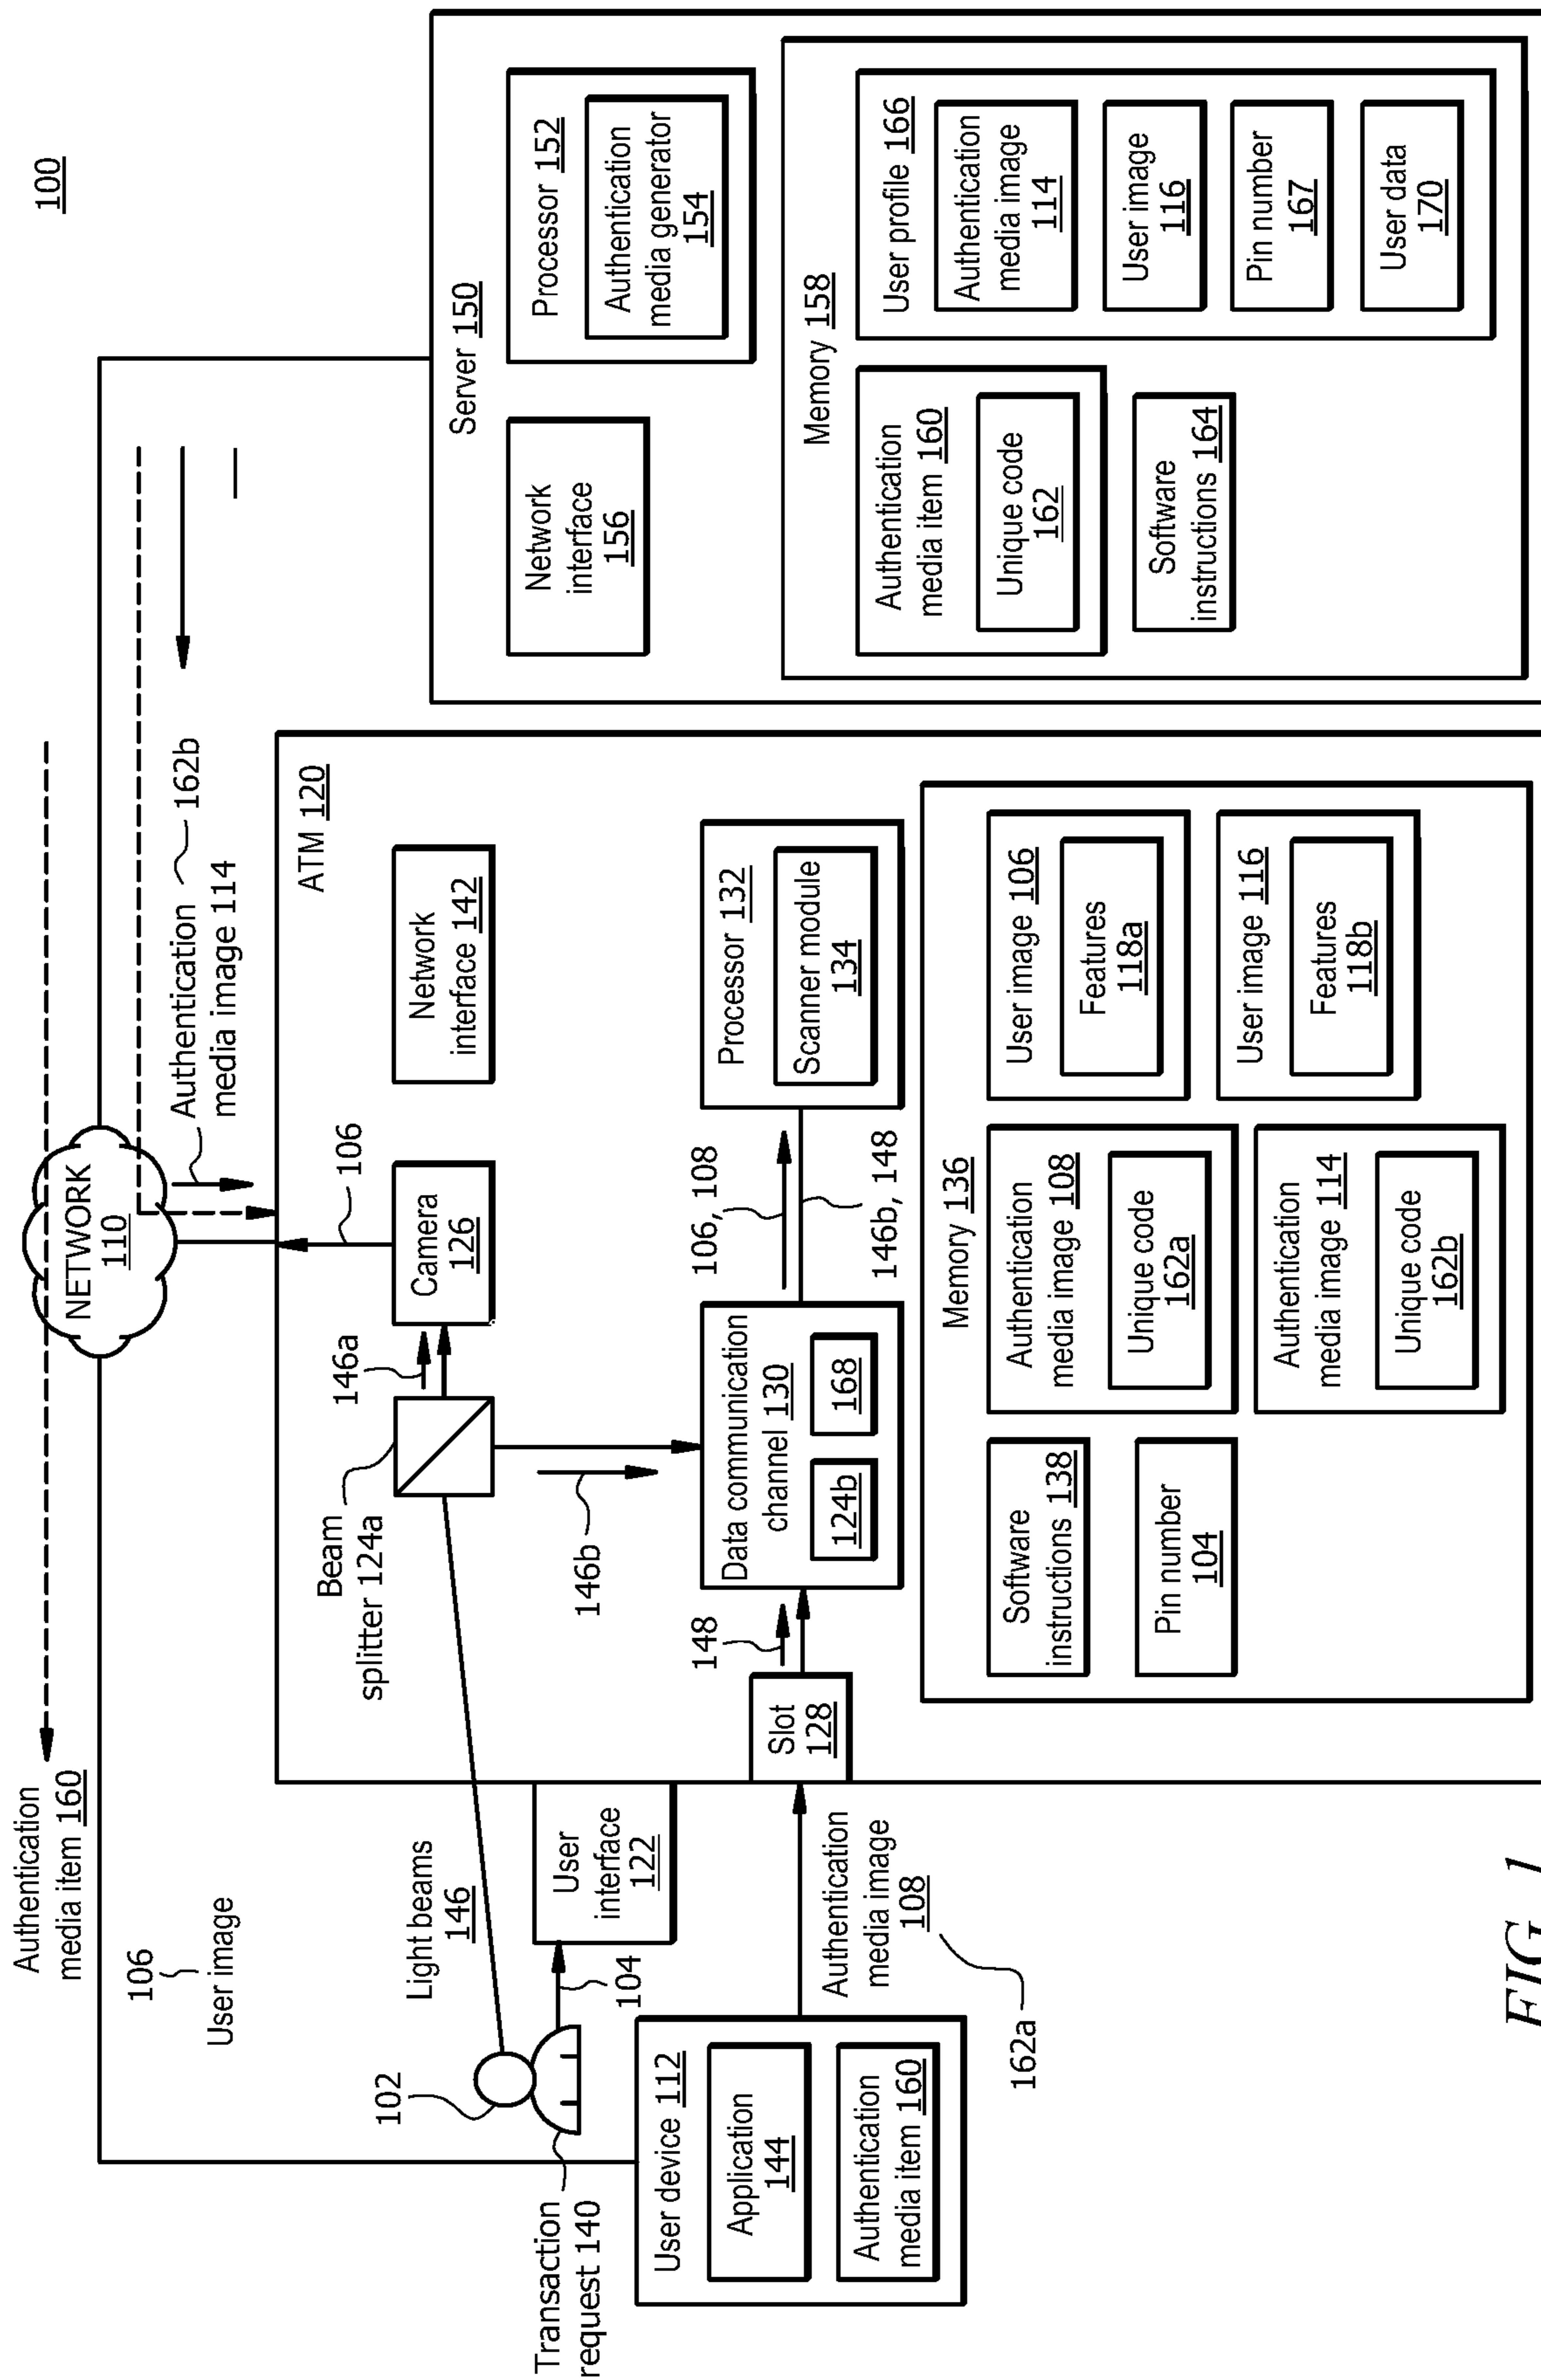 100
Authentication
media item 160
NETWORK
110
106
User image
Authentication
media image 114
162b
102
Transaction
request 140
Light beams
146
104
User
interface
122
User device 112
Application
144
Authentication
media item 160
Authentication
media image
108
162a
ATM 120
Beam
splitter 124a
146a
Camera
126
106
Network
interface 142
146b
148
Slot
128
Data communication
channel 130
124b
168
106, 108
146b, 148
Processor 132
Scanner module
134
Memory 136
Software
instructions 138
Pin number
104
Authentication
media image 108
Unique code
162a
Authentication
media image 114
Unique code
162b
User image 106
Features
118a
User image 116
Features
118b
Server 150
Network
interface
156
Processor 152
Authentication
media generator
154
Memory 158
Authentication
media item 160
Unique code
162
Software
instructions 164
User profile 166
Authentication
media image
114
User image
116
Pin number
167
User data
170
FIG. 1